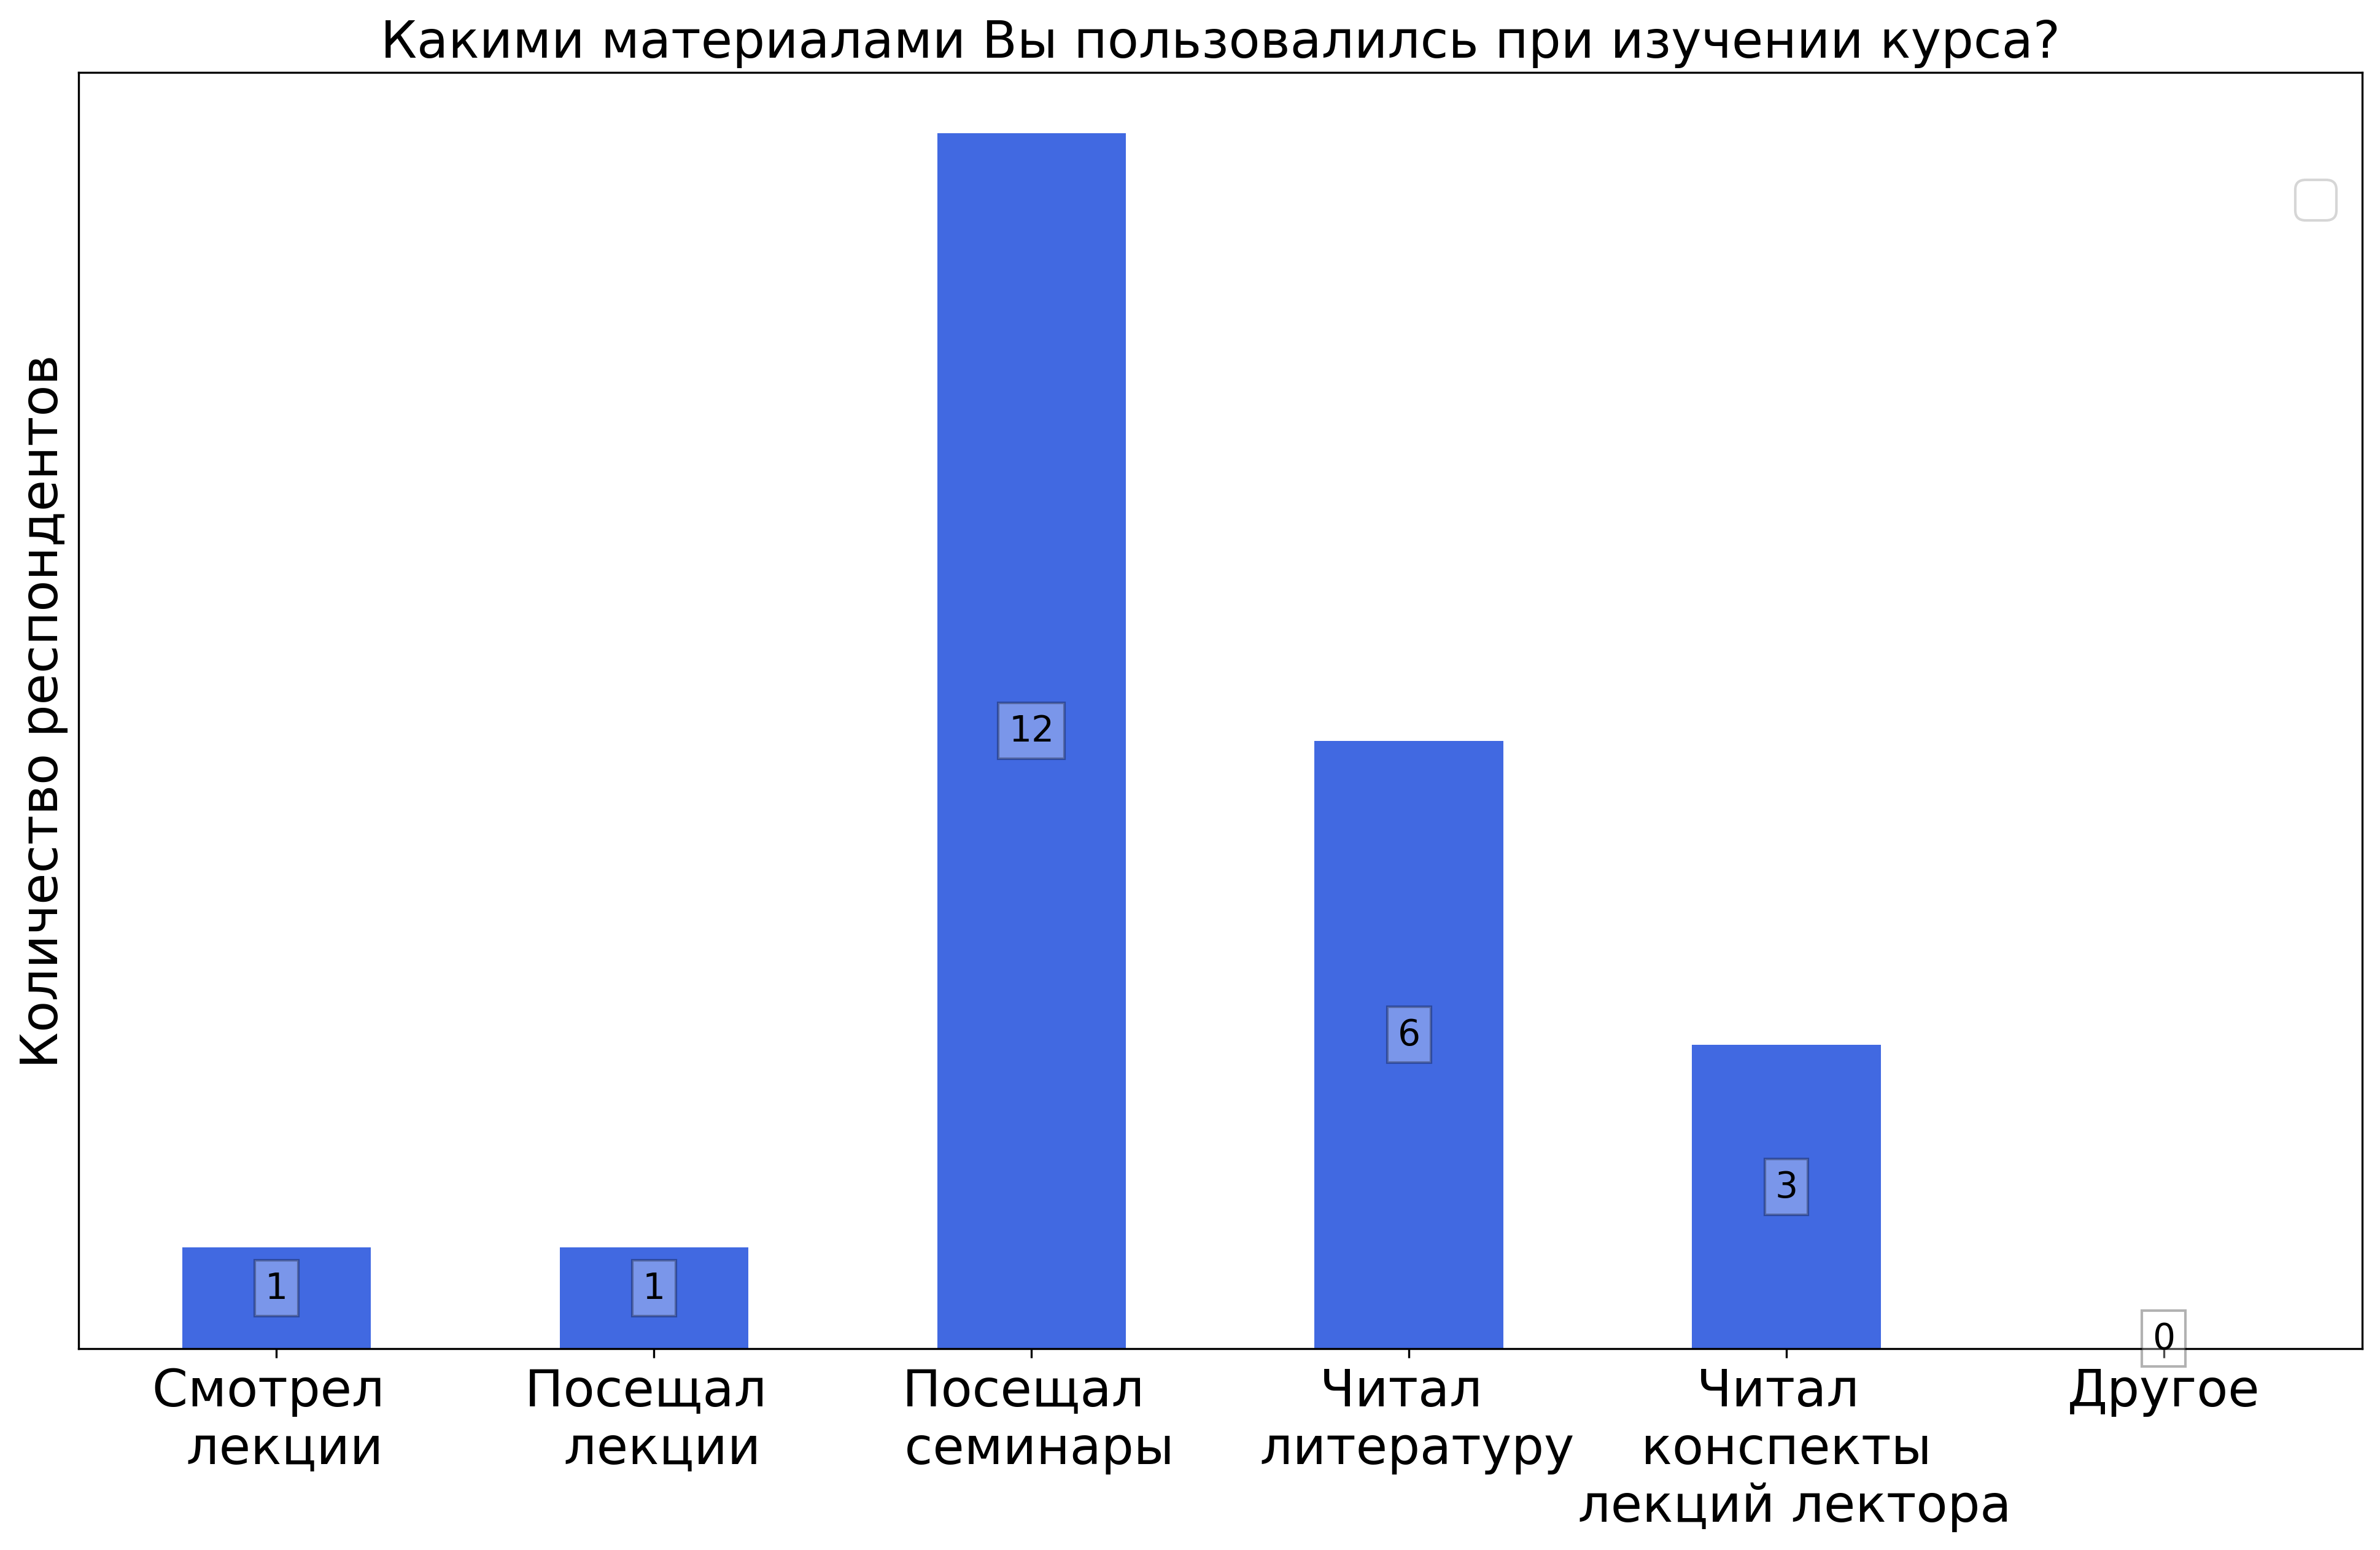 Какими материалами Вы пользовалилсь при изучении курса?
Количество респондентов
12
6
3
1
1
0
Смотрел
лекции
Посещал
лекции
Посещал
семинары
Читал
литературу
Читал
конспекты
лекций лектора
Другое